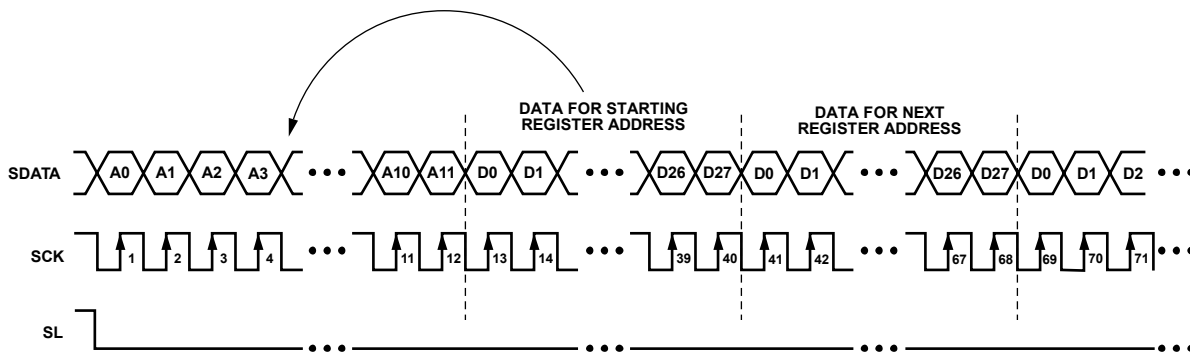 DATA FOR STARTING
REGISTER ADDRESS
DATA FOR NEXT
REGISTER ADDRESS
SDATA A0 A1 A2 A3 A10 A11 D0 D1 D26 D27 D0 D1 D26 D27 D0 D1 D2
SCK 1 2 3 4 11 12 13 14 39 40 41 42 67 68 69 70 71
SL